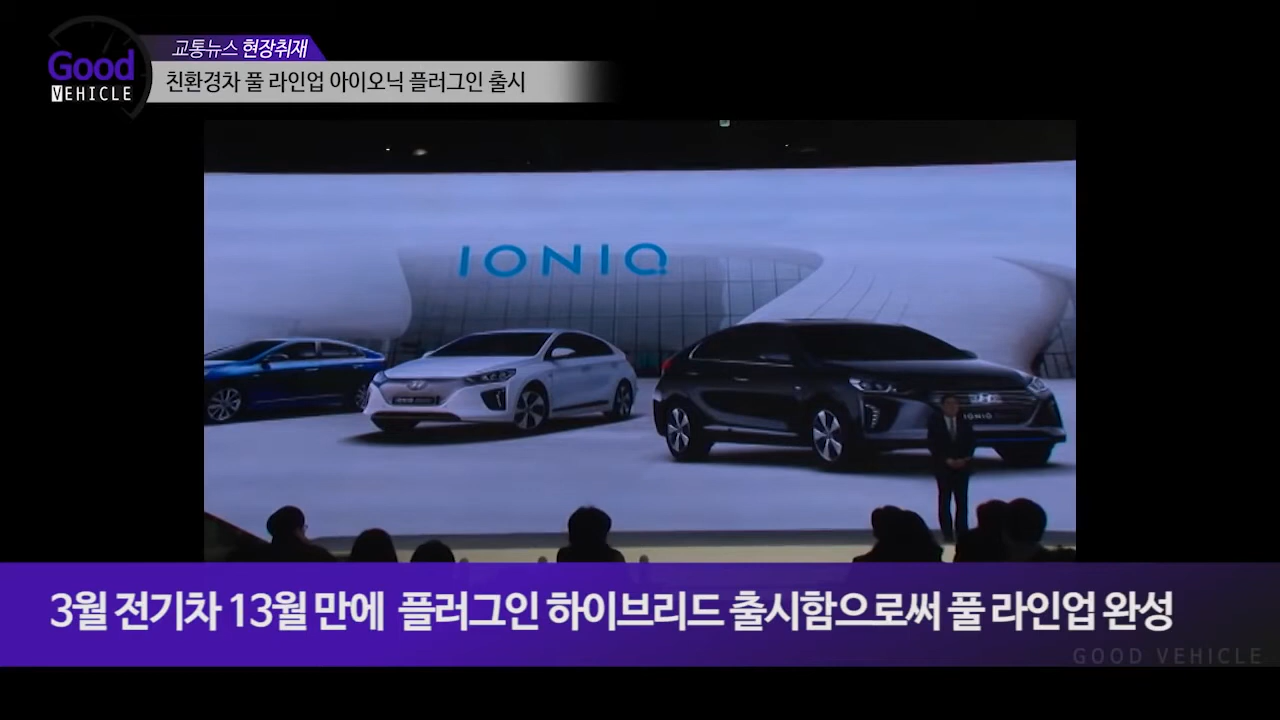 Good
VEHICLE
교통뉴스 현장취재
친환경차 풀 라인업 아이오닉 플러그인 출시
IONIQ
IONIQ
3월 전기차 13월 만에 플러그인 하이브리드 출시함으로써 풀 라인업 완성
GOOD VEHICLE